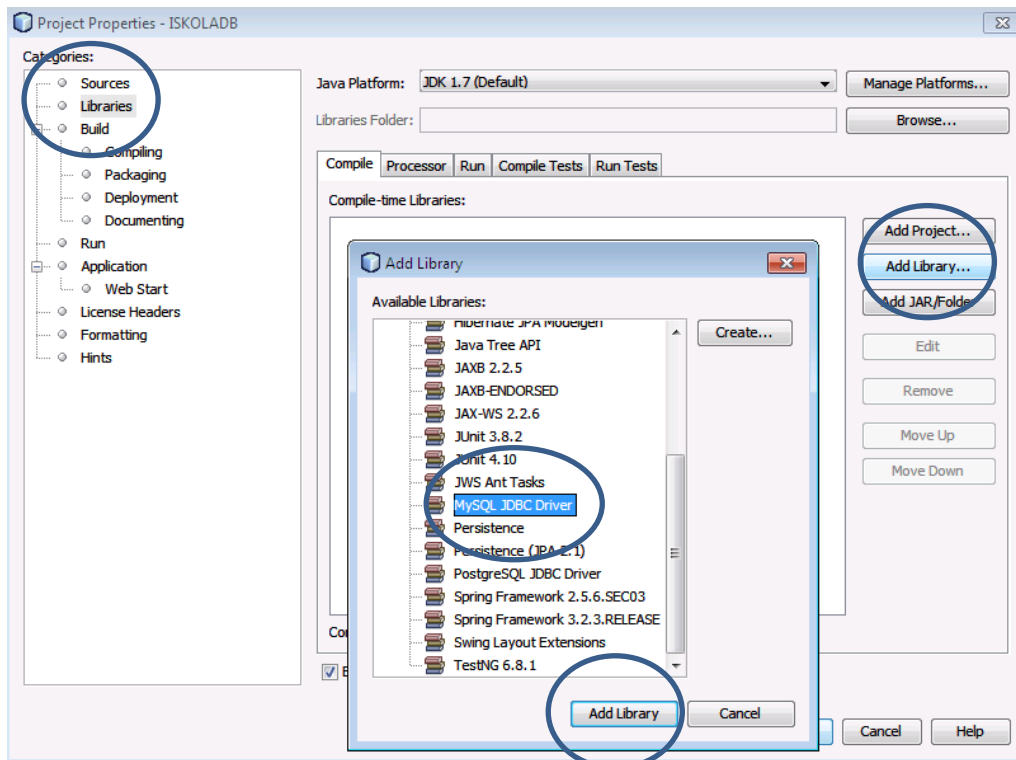 Project Properties - ISKOLADB
Categories:
Sources
Libraries
Build
Compiling
Packaging
Deployment
Documenting
Run
Application
Web Start
License Headers
Formatting
Hints
Java Platform: JDK 1.7 (Default) Manage Platforms...
Libraries Folder: Browse...
Compile Processor Run Compile Tests Run Tests
Compile-time Libraries:
Add Project...
Add Library...
Add JAR/Folder
Edit
Remove
Move Up
Move Down
Add Library
Available Libraries:
Create...
Hibernate JPA Modelgen
Java Tree API
JAXB 2.2.5
JAXB-ENDORSED
JAX-WS 2.2.6
JUnit 3.8.2
JUnit 4.10
JWS Ant Tasks
MySQL JDBC Driver
Persistence
Persistence (JPA 2.1)
PostgreSQL JDBC Driver
Spring Framework 2.5.6.SEC03
Spring Framework 3.2.3.RELEASE
Swing Layout Extensions
TestNG 6.8.1
Add Library Cancel
Cancel Help